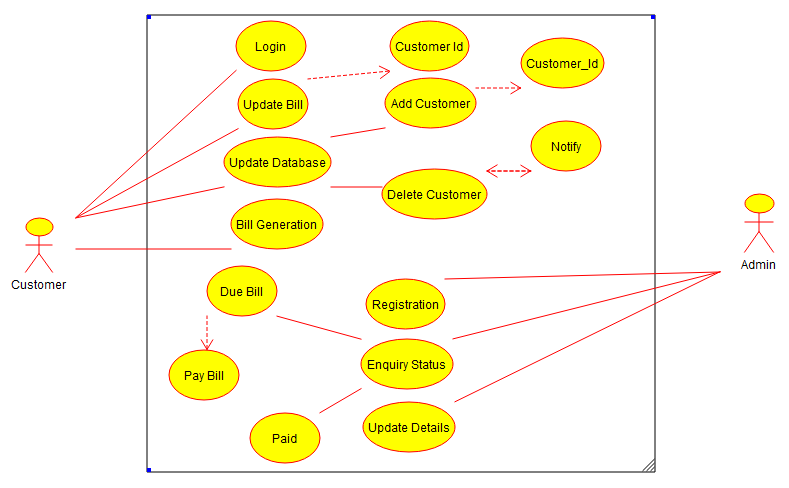 Login
Customer Id
Customer_Id
Update Bill
Add Customer
Notify
Update Database
Delete Customer
Bill Generation
Customer
Admin
Due Bill
Registration
Pay Bill
Enquiry Status
Paid
Update Details